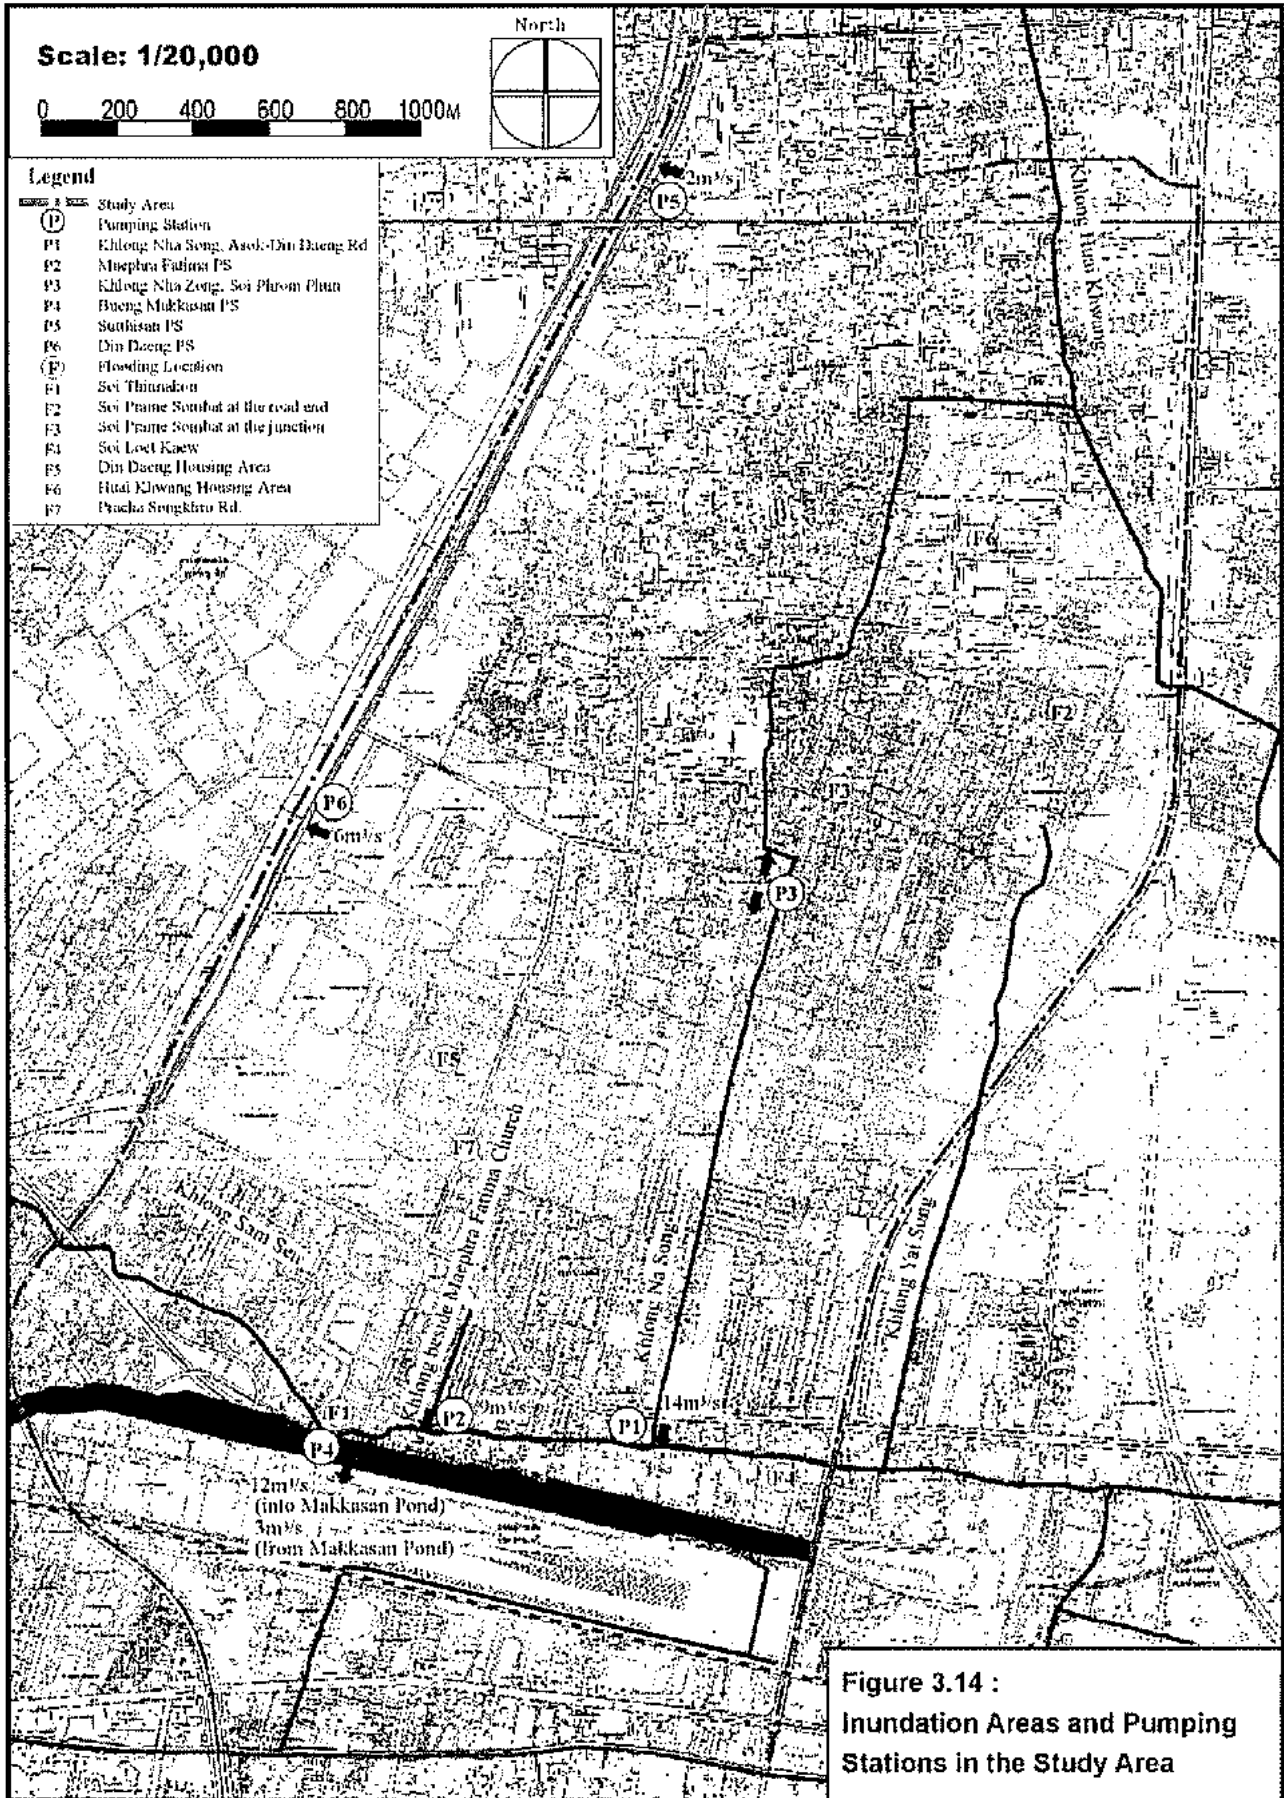 North
Scale: 1/20,000
0 200 400 600 800 1000M
Legend
Study Area
P Pumping Station
P1 Khlong Nha Song, Asok-Din Daeng Rd
P2 Maephra Fatima PS
P3 Khlong Nha Zong, Soi Phrom Phun
P4 Bueng Makkasan PS
P5 Sutthisan PS
P6 Din Daeng PS
F Flooding Location
F1 Soi Thinnakon
F2 Soi Prame Sombat at the road end
F3 Soi Prame Sombat at the junction
F4 Soi Loet Kaew
F5 Din Daeng Housing Area
F6 Huai Khwang Housing Area
F7 Pracha Songkhro Rd.
2m³/s
P5
Khlong Huai Khwang
F6
F2
F3
P6
6m³/s
P3
F5
F7
Khlong Sam Sen
Khlong beside Maephra Fantima Church
Khlong Na Song
Khlong Yai Song
F1
P2
9m³/s
P1
14m³/s
P4
F4
12m³/s
(into Makkasan Pond)
3m³/s
(from Makkasan Pond)
Figure 3.14 :
Inundation Areas and Pumping
Stations in the Study Area